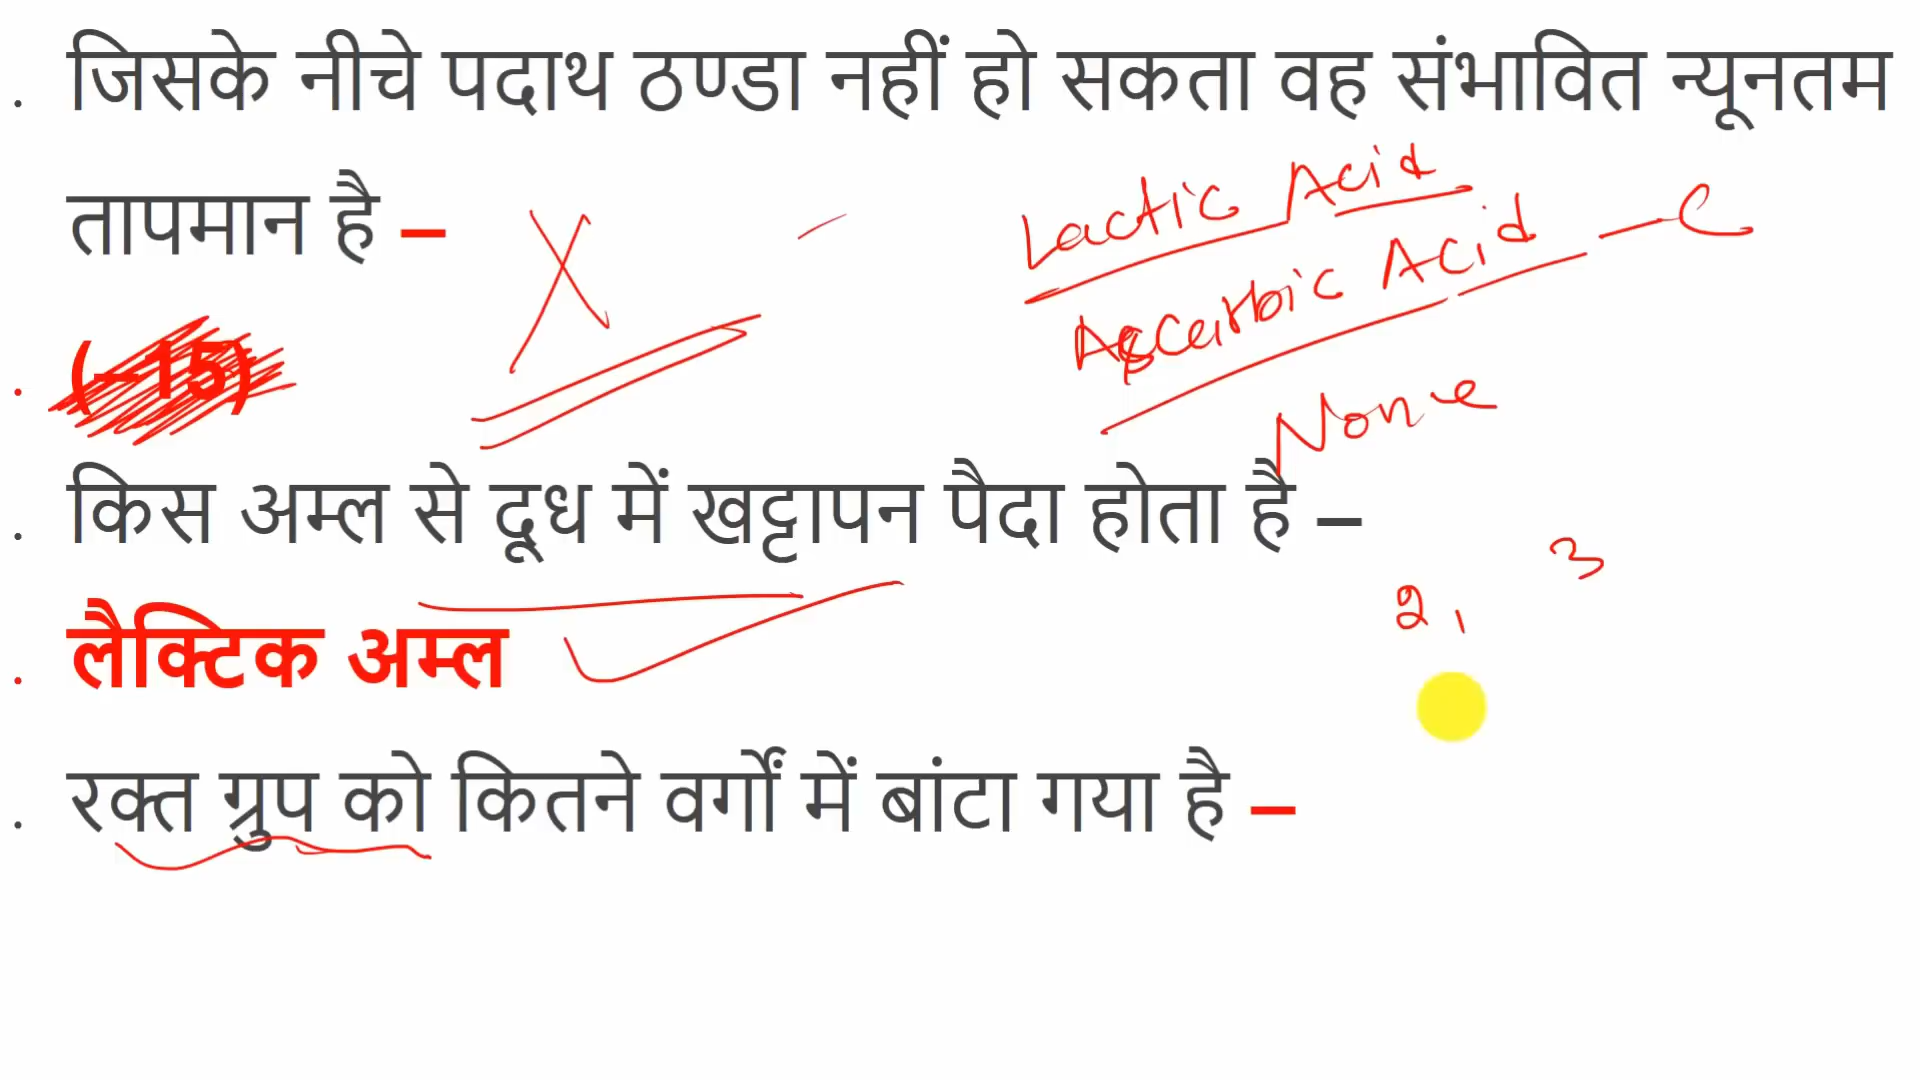 . जिसके नीचे पदाथ ठण्डा नहीं हो सकता वह संभावित न्यूनतम
तापमान है –
X
Lactic Acid
Ascorbic Acid — C
None
. (–15)
. किस अम्ल से दूध में खट्टापन पैदा होता है –
2, 3
. लैक्टिक अम्ल
. रक्त ग्रुप को कितने वर्गों में बांटा गया है –